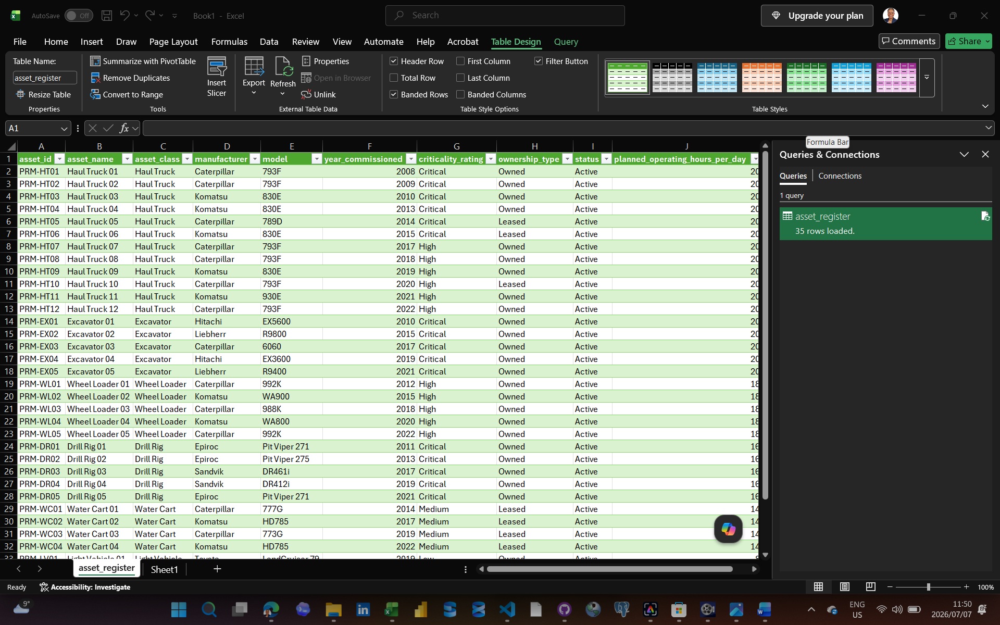 AutoSave Off Book1 - Excel Search Upgrade your plan
File Home Insert Draw Page Layout Formulas Data Review View Automate Help Acrobat Table Design Query Comments Share
Table Name: Summarize with PivotTable Properties Header Row First Column Filter Button
asset_register Remove Duplicates Insert Slicer Export Refresh Open in Browser Total Row Last Column
Resize Table Convert to Range Unlink Banded Rows Banded Columns
Properties Tools External Table Data Table Style Options Table Styles
A1 fx
Formula Bar
A B C D E F G H I J
1 asset_id asset_name asset_class manufacturer model year_commissioned criticality_rating ownership_type status planned_operating_hours_per_day
2 PRM-HT01 Haul Truck 01 Haul Truck Caterpillar 793F 2008 Critical Owned Active 20
3 PRM-HT02 Haul Truck 02 Haul Truck Caterpillar 793F 2009 Critical Owned Active 20
4 PRM-HT03 Haul Truck 03 Haul Truck Komatsu 830E 2010 Critical Owned Active 20
5 PRM-HT04 Haul Truck 04 Haul Truck Komatsu 830E 2013 Critical Owned Active 20
6 PRM-HT05 Haul Truck 05 Haul Truck Caterpillar 789D 2014 Critical Leased Active 20
7 PRM-HT06 Haul Truck 06 Haul Truck Komatsu 830E 2015 Critical Leased Active 20
8 PRM-HT07 Haul Truck 07 Haul Truck Caterpillar 793F 2017 High Owned Active 20
9 PRM-HT08 Haul Truck 08 Haul Truck Caterpillar 793F 2018 High Owned Active 20
10 PRM-HT09 Haul Truck 09 Haul Truck Komatsu 830E 2019 High Owned Active 20
11 PRM-HT10 Haul Truck 10 Haul Truck Caterpillar 793F 2020 High Leased Active 20
12 PRM-HT11 Haul Truck 11 Haul Truck Komatsu 930E 2021 High Owned Active 20
13 PRM-HT12 Haul Truck 12 Haul Truck Caterpillar 793F 2022 High Owned Active 20
14 PRM-EX01 Excavator 01 Excavator Hitachi EX5600 2010 Critical Owned Active 20
15 PRM-EX02 Excavator 02 Excavator Liebherr R9800 2015 Critical Owned Active 20
16 PRM-EX03 Excavator 03 Excavator Caterpillar 6060 2017 Critical Owned Active 20
17 PRM-EX04 Excavator 04 Excavator Hitachi EX3600 2019 Critical Owned Active 20
18 PRM-EX05 Excavator 05 Excavator Liebherr R9400 2021 Critical Owned Active 20
19 PRM-WL01 Wheel Loader 01 Wheel Loader Caterpillar 992K 2012 High Owned Active 18
20 PRM-WL02 Wheel Loader 02 Wheel Loader Komatsu WA900 2015 High Owned Active 18
21 PRM-WL03 Wheel Loader 03 Wheel Loader Caterpillar 988K 2018 High Owned Active 18
22 PRM-WL04 Wheel Loader 04 Wheel Loader Komatsu WA800 2020 High Owned Active 18
23 PRM-WL05 Wheel Loader 05 Wheel Loader Caterpillar 992K 2022 High Owned Active 18
24 PRM-DR01 Drill Rig 01 Drill Rig Epiroc Pit Viper 271 2011 Critical Owned Active 16
25 PRM-DR02 Drill Rig 02 Drill Rig Epiroc Pit Viper 275 2013 Critical Owned Active 16
26 PRM-DR03 Drill Rig 03 Drill Rig Sandvik DR461i 2017 Critical Owned Active 16
27 PRM-DR04 Drill Rig 04 Drill Rig Sandvik DR412i 2019 Critical Owned Active 16
28 PRM-DR05 Drill Rig 05 Drill Rig Epiroc Pit Viper 271 2021 Critical Owned Active 16
29 PRM-WC01 Water Cart 01 Water Cart Caterpillar 777G 2014 Medium Leased Active 14
30 PRM-WC02 Water Cart 02 Water Cart Komatsu HD785 2017 Medium Leased Active 14
31 PRM-WC03 Water Cart 03 Water Cart Caterpillar 773G 2019 Medium Leased Active 14
32 PRM-WC04 Water Cart 04 Water Cart Komatsu HD785 2022 Medium Leased Active 14
Queries & Connections
Queries Connections
1 query
asset_register
35 rows loaded.
asset_register Sheet1
Ready Accessibility: Investigate 100%
9° ENG US 11:50
2026/07/07